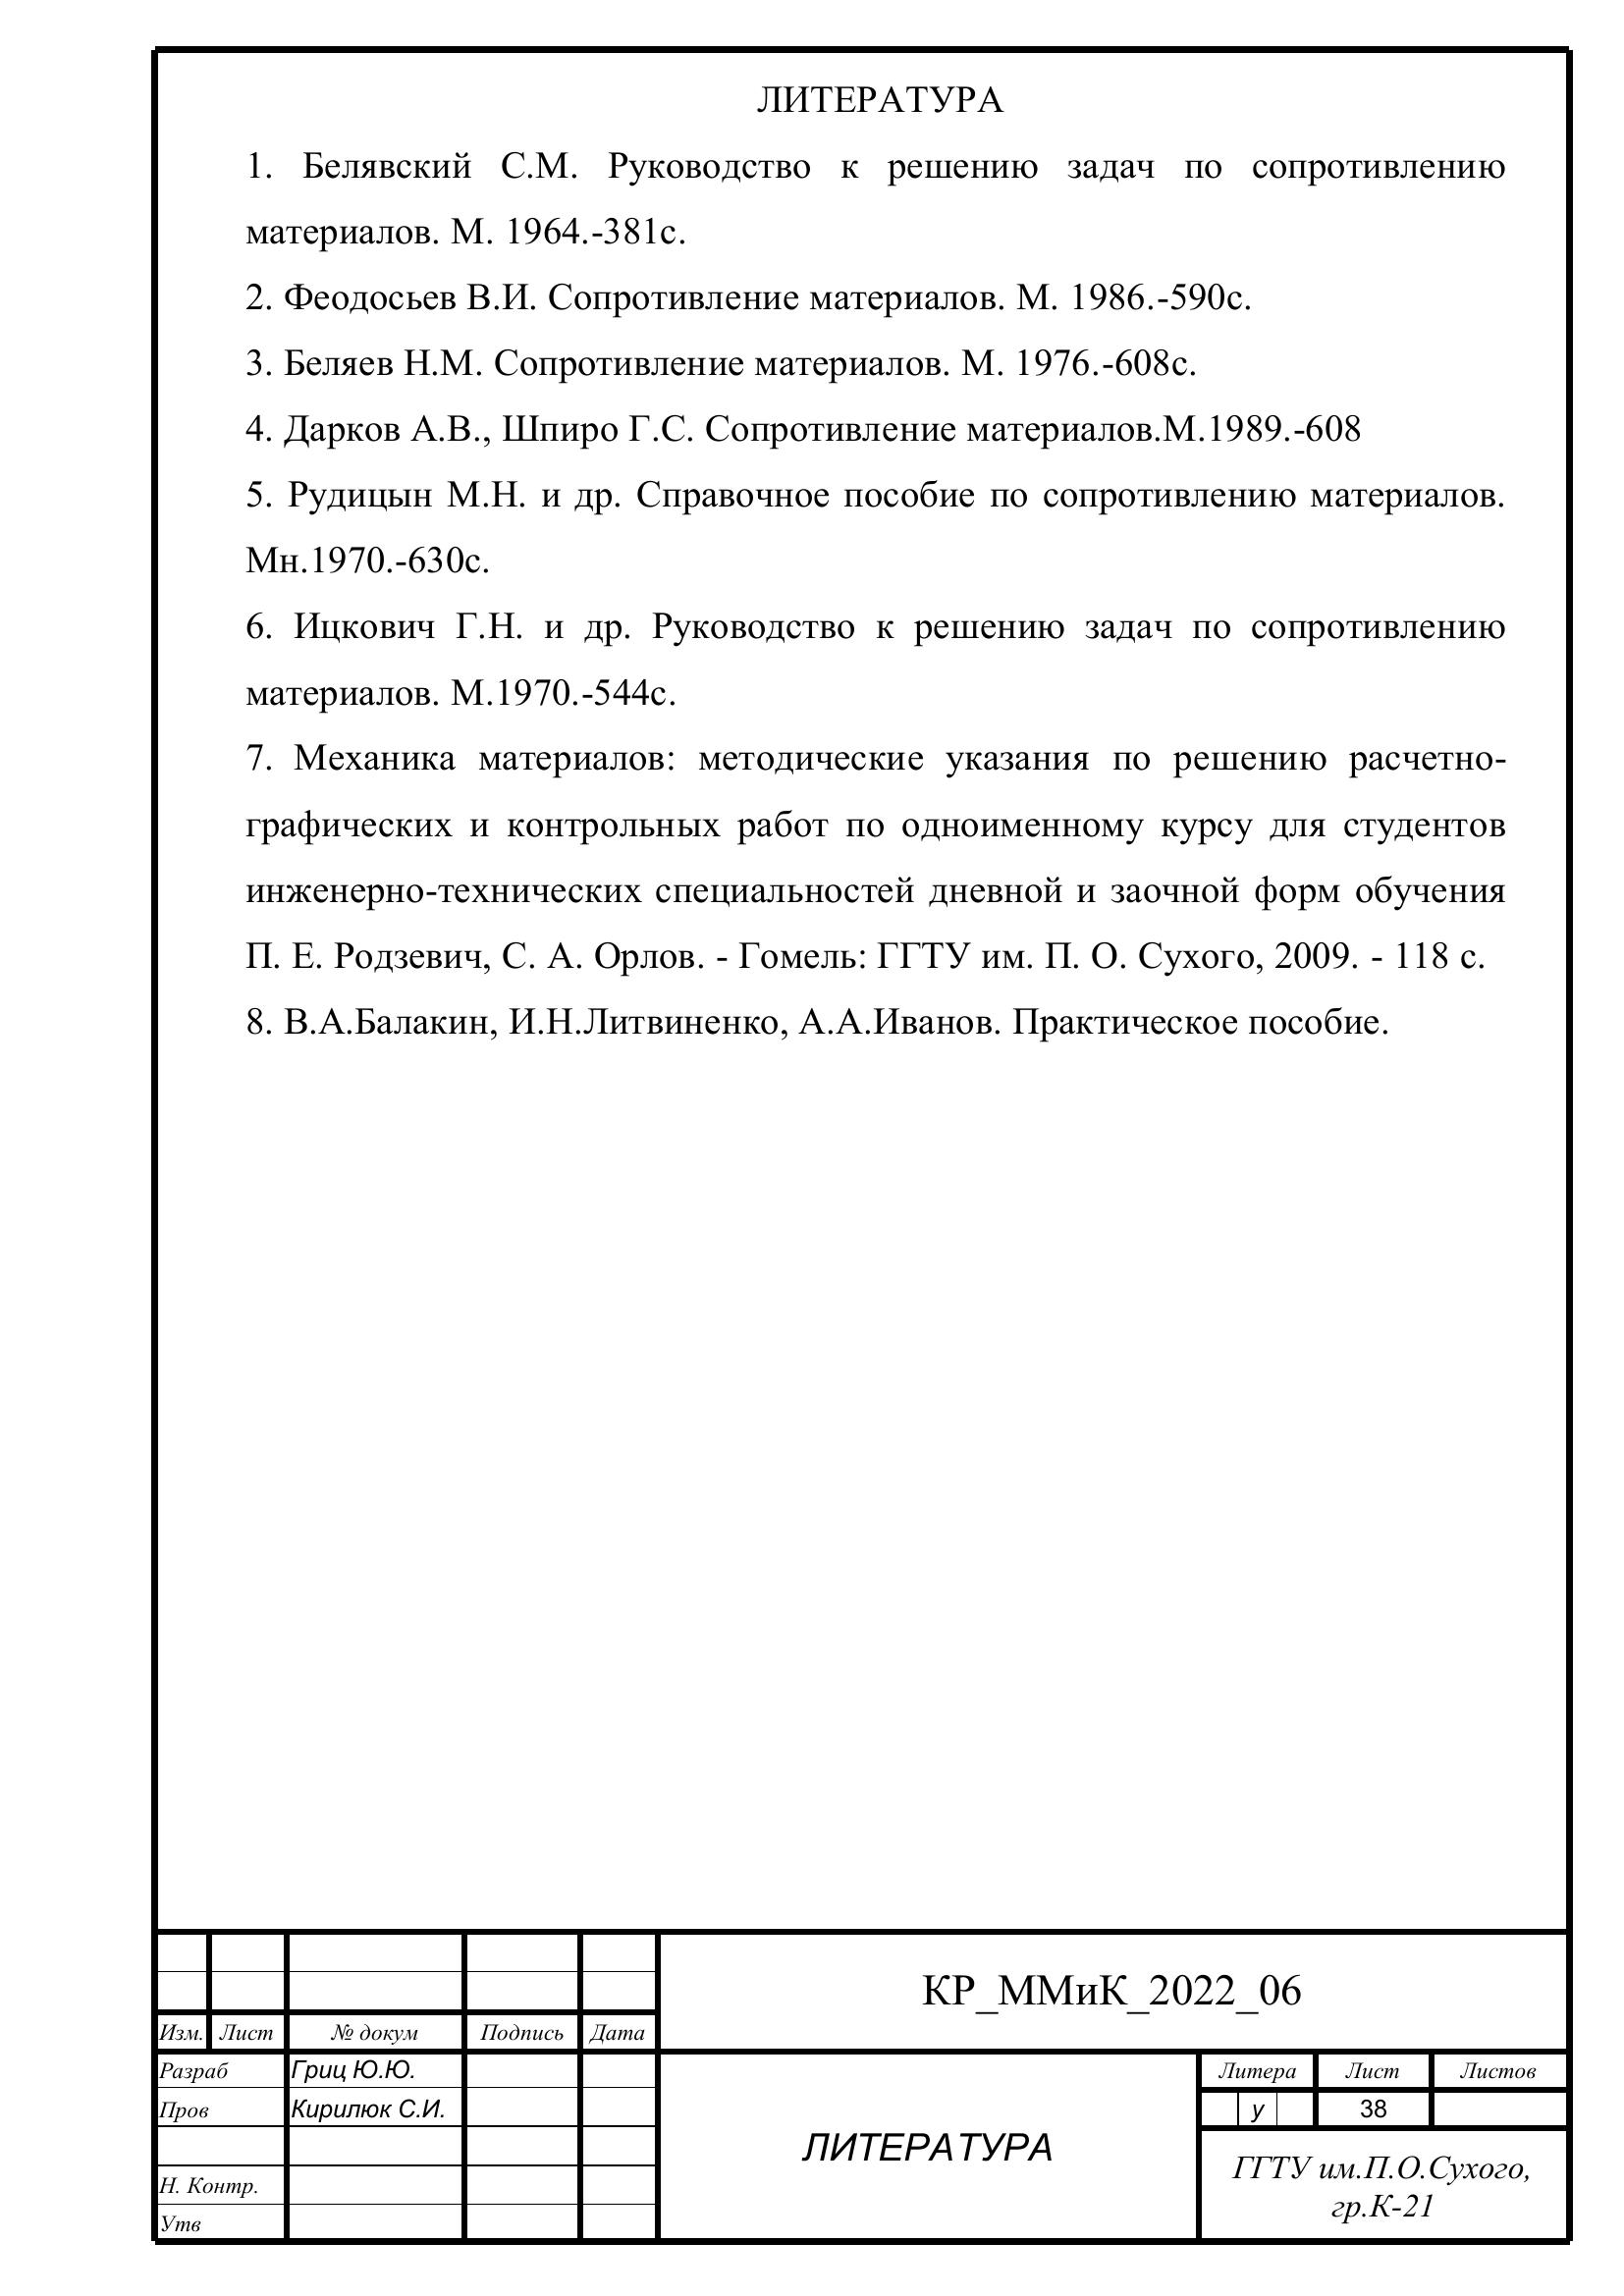 ЛИТЕРАТУРА
1. Белявский С.М. Руководство к решению задач по сопротивлению
материалов. М. 1964.-381с.
2. Феодосьев В.И. Сопротивление материалов. М. 1986.-590с.
3. Беляев Н.М. Сопротивление материалов. М. 1976.-608с.
4. Дарков А.В., Шпиро Г.С. Сопротивление материалов.М.1989.-608
5. Рудицын М.Н. и др. Справочное пособие по сопротивлению материалов.
Мн.1970.-630с.
6. Ицкович Г.Н. и др. Руководство к решению задач по сопротивлению
материалов. М.1970.-544с.
7. Механика материалов: методические указания по решению расчетно-
графических и контрольных работ по одноименному курсу для студентов
инженерно-технических специальностей дневной и заочной форм обучения
П. Е. Родзевич, С. А. Орлов. - Гомель: ГГТУ им. П. О. Сухого, 2009. - 118 с.
8. В.А.Балакин, И.Н.Литвиненко, А.А.Иванов. Практическое пособие.
КР_ММиК_2022_06
Изм. Лист № докум Подпись Дата
Разраб Гриц Ю.Ю.
Пров Кирилюк С.И.
Н. Контр.
Утв
ЛИТЕРАТУРА
Литера Лист Листов
у 38
ГГТУ им.П.О.Сухого,
гр.К-21